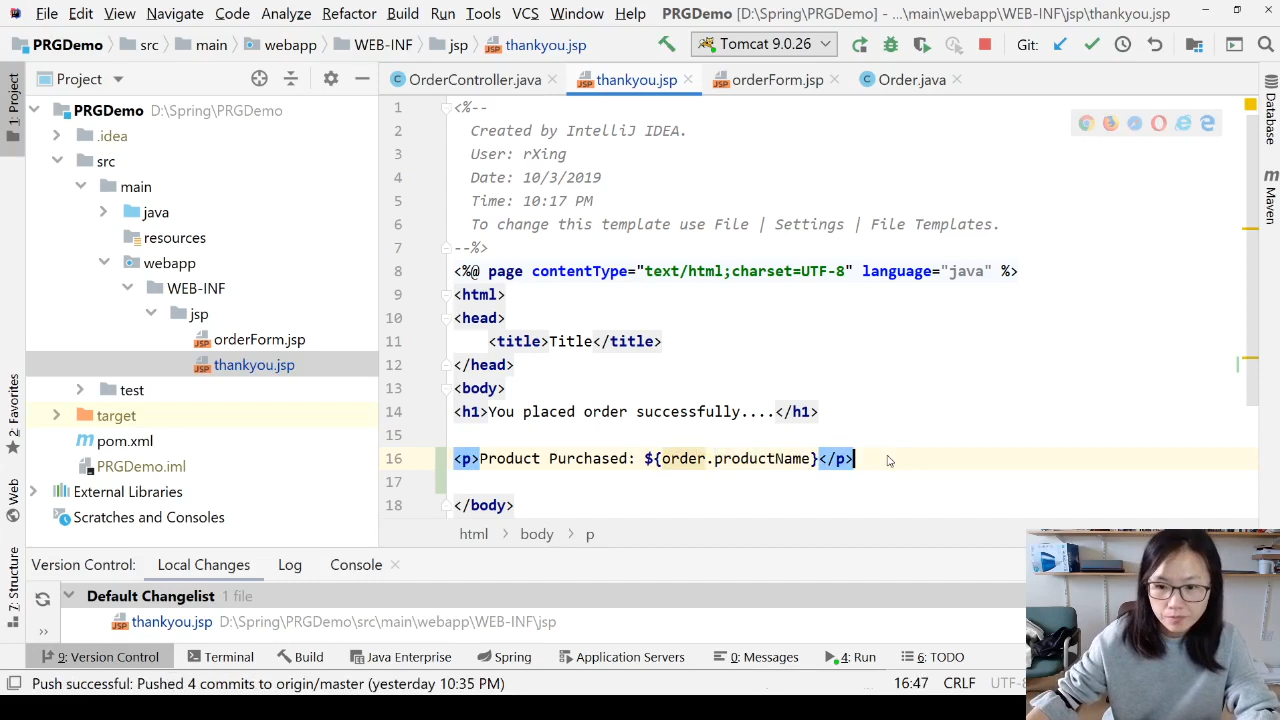 File Edit View Navigate Code Analyze Refactor Build Run Tools VCS Window Help PRGDemo [D:\Spring\PRGDemo] - ...\main\webapp\WEB-INF\jsp\thankyou.jsp
PRGDemo src main webapp WEB-INF jsp thankyou.jsp Tomcat 9.0.26 Git:
1: Project
Project
OrderController.java thankyou.jsp orderForm.jsp Order.java
PRGDemo D:\Spring\PRGDemo
.idea
src
main
java
resources
webapp
WEB-INF
jsp
orderForm.jsp
thankyou.jsp
test
target
pom.xml
PRGDemo.iml
External Libraries
Scratches and Consoles
1 <%--
2 Created by IntelliJ IDEA.
3 User: rXing
4 Date: 10/3/2019
5 Time: 10:17 PM
6 To change this template use File | Settings | File Templates.
7 --%>
8 <%@ page contentType="text/html;charset=UTF-8" language="java" %>
9 <html>
10 <head>
11 <title>Title</title>
12 </head>
13 <body>
14 <h1>You placed order successfully....</h1>
15
16 <p>Product Purchased: ${order.productName}</p>
17
18 </body>
html body p
Database
Maven
2: Favorites
Web
7: Structure
Version Control: Local Changes Log Console
Default Changelist 1 file
thankyou.jsp D:\Spring\PRGDemo\src\main\webapp\WEB-INF\jsp
9: Version Control Terminal Build Java Enterprise Spring Application Servers 0: Messages 4: Run 6: TODO
Push successful: Pushed 4 commits to origin/master (yesterday 10:35 PM) 16:47 CRLF UTF-8